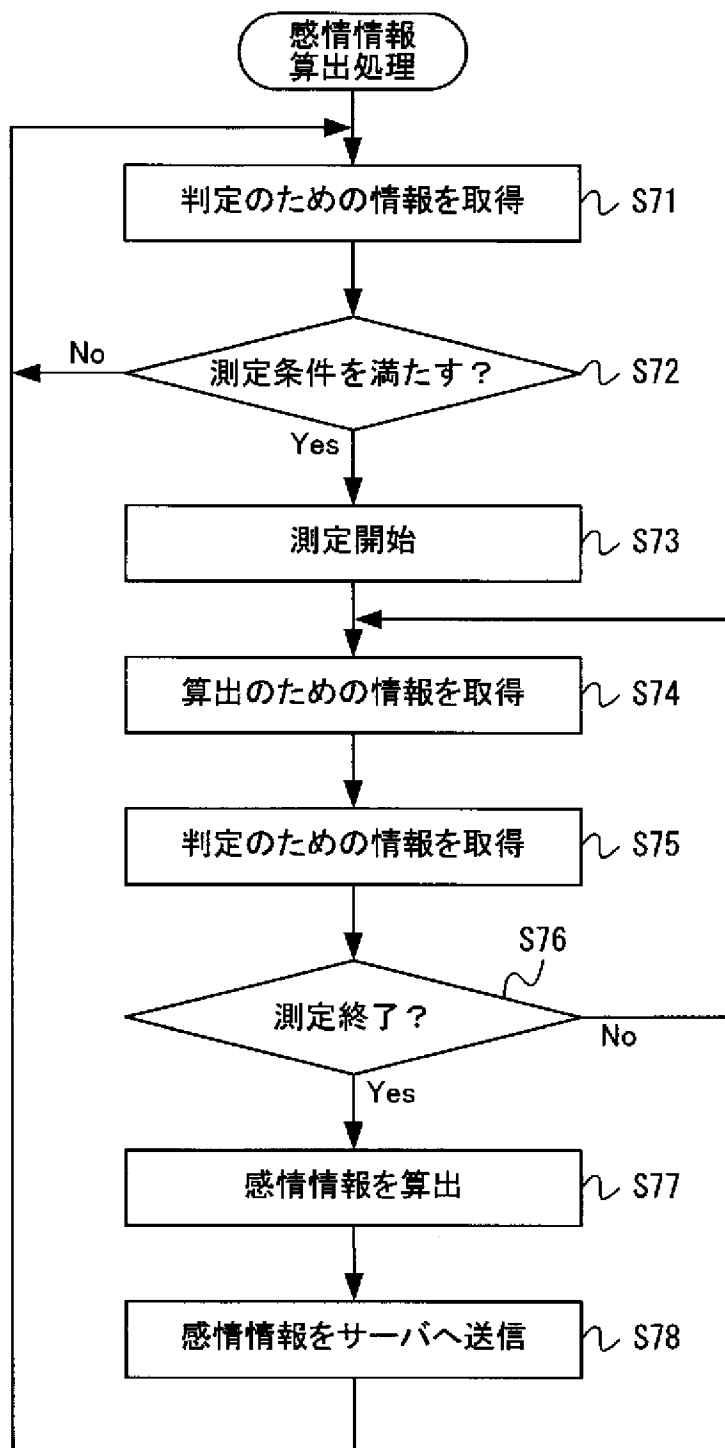 感情情報
算出処理
判定のための情報を取得
S71
測定条件を満たす？
S72
No
Yes
測定開始
S73
算出のための情報を取得
S74
判定のための情報を取得
S75
S76
測定終了？
No
Yes
感情情報を算出
S77
感情情報をサーバへ送信
S78